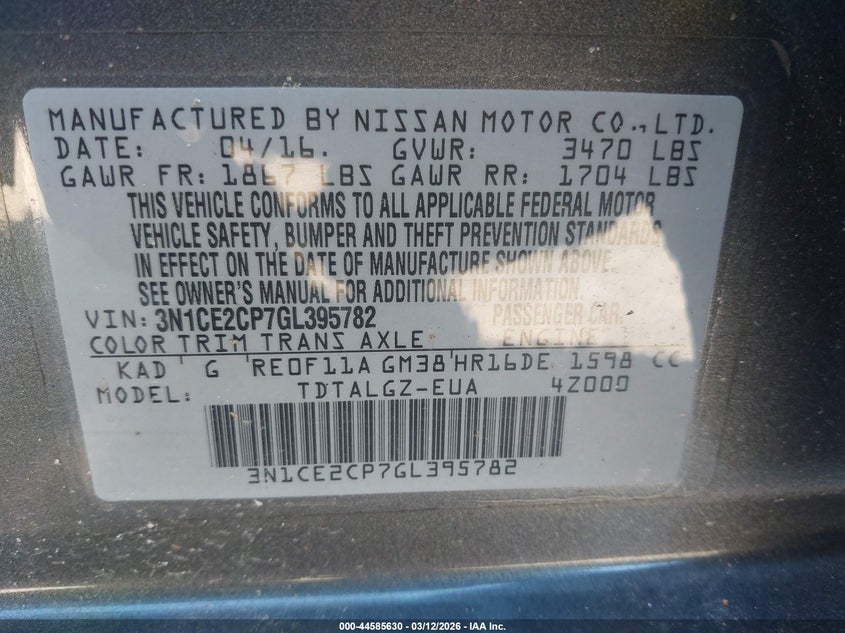 MANUFACTURED BY NISSAN MOTOR CO., LTD.
DATE: 04/16. GVWR: 3470 LBS
GAWR FR: 1867 LBS GAWR RR: 1704 LBS
THIS VEHICLE CONFORMS TO ALL APPLICABLE FEDERAL MOTOR
VEHICLE SAFETY, BUMPER AND THEFT PREVENTION STANDARDS
IN EFFECT ON THE DATE OF MANUFACTURE SHOWN ABOVE.
SEE OWNER'S MANUAL FOR ADDITIONAL INFORMATION.
VIN: 3N1CE2CP7GL395782 PASSENGER CAR
COLOR TRIM TRANS AXLE ENGINE
KAD G RE0F11A GM38 HR16DE 1598 CC
MODEL: TDTALGZ-EUA 4Z000
3N1CE2CP7GL395782
000-44585630 - 03/12/2026 - IAA Inc.